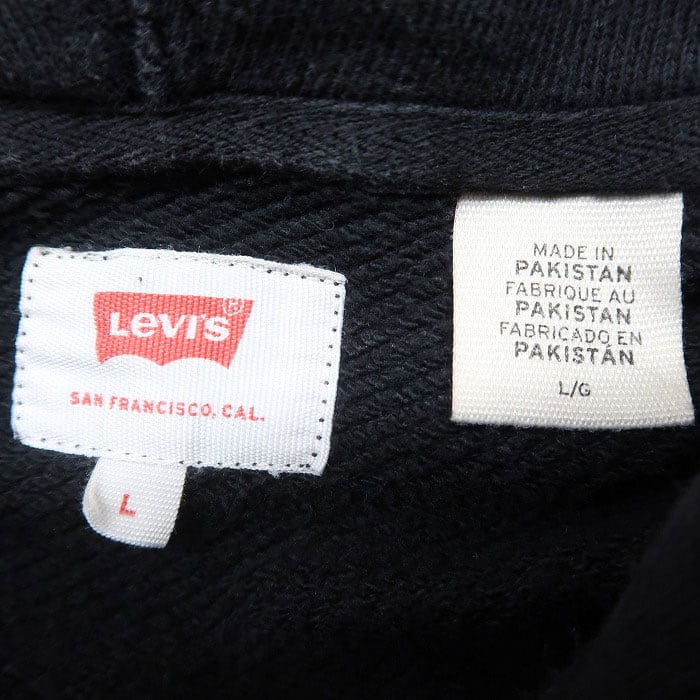 LEVI'S®
SAN FRANCISCO, CAL.
L
MADE IN
PAKISTAN
FABRIQUE AU
PAKISTAN
FABRICADO EN
PAKISTÁN
L/G